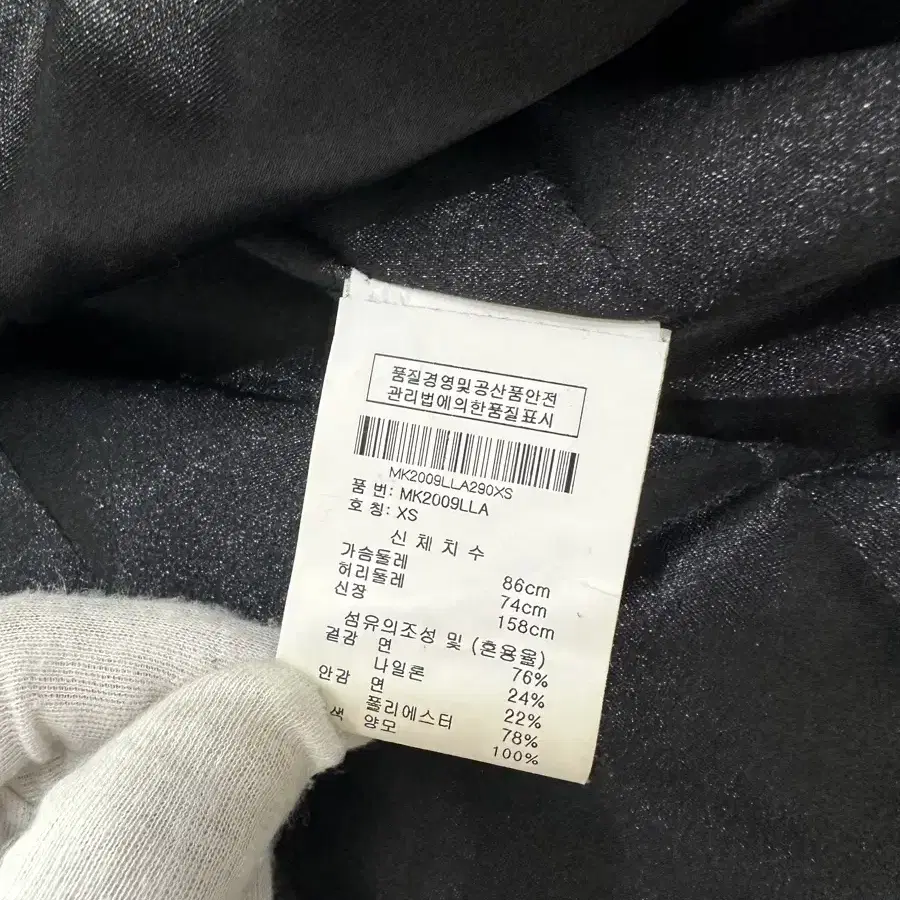 품질경영및공산품안전
관리법에의한품질표시
MK2009LLA290XS
품 번: MK2009LLA
호 칭: XS
신 체 치 수
가슴둘레 86cm
허리둘레 74cm
신장 158cm
섬유의조성 및 (혼용율)
겉감 면 76%
나일론 24%
안감 면 22%
폴리에스터 78%
색 양모 100%